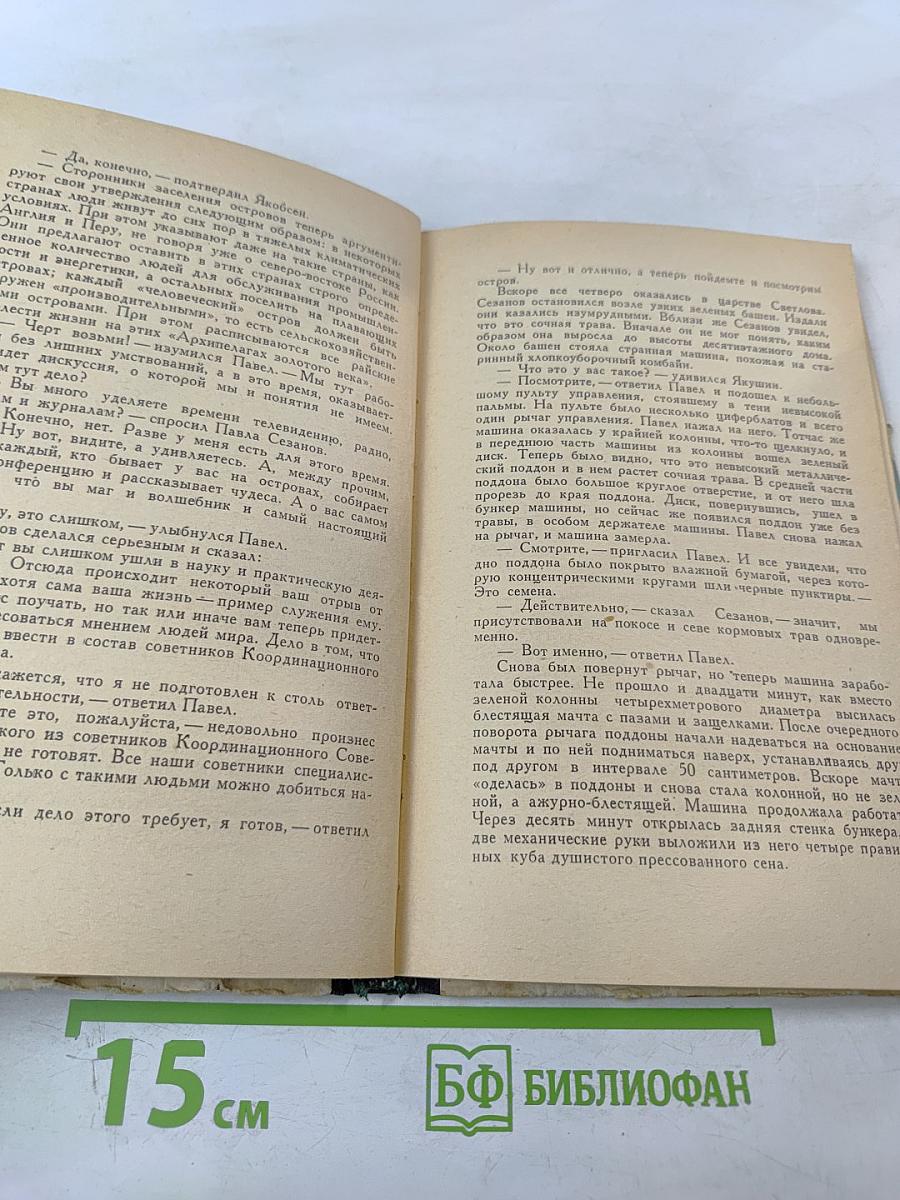 — Да, конечно, — подтвердил Якобсен.
— Сторонники заселения островов теперь аргументи-
руют свои утверждения следующим образом: в некоторых
странах люди живут до сих пор в тяжелых климатических
условиях. При этом указывают даже на такие страны, как
Англия и Перу, не говоря уже о северо-востоке России.
Они предлагают оставить в этих странах строго опреде-
енное количество людей для обслуживания промышлен-
ости и энергетики, а остальных поселить на плавающих
тровах; каждый «человеческий» остров должен быть
ружен «производительными», то есть сельскохозяйствен-
ми островами. При этом расписываются все райские
лести жизни на этих «Архипелагах золотого века».
— Черт возьми! — изумился Павел. — Мы тут рабо-
без лишних умствований, а в это время, оказывает-
идет дискуссия, о которой мы и понятия не имеем.
м тут дело?
Вы много уделяете времени телевидению, радио,
м и журналам? — спросил Павла Сезанов.
Конечно, нет. Разве у меня есть для этого время.
Ну вот, видите, а удивляетесь. А, между прочим,
каждый, кто бывает у вас на островах, собирает
онференцию и рассказывает чудеса. А о вас самом
что вы маг и волшебник и самый настоящий
у, это слишком, — улыбнулся Павел.
ов сделался серьезным и сказал:
т вы слишком ушли в науку и практическую дея-
Отсюда происходит некоторый ваш отрыв от
хотя сама ваша жизнь — пример служения ему.
с поучать, но так или иначе вам теперь придет-
есоваться мнением людей мира. Дело в том, что
ввести в состав советников Координационного
а.
кажется, что я не подготовлен к столь ответ-
тельности, — ответил Павел.
те это, пожалуйста, — недовольно произнес
кого из советников Координационного Сове-
не готовят. Все наши советники специалис-
Только с такими людьми можно добиться на-
сли дело этого требует, я готов, — ответил
— Ну вот и отлично, а теперь пойдемте и посмотрим
остров.
Вскоре все четверо оказались в царстве Светлова.
Сезанов остановился возле узких зеленых башен. Издали
они казались изумрудными. Вблизи же Сезанов увидел,
что это сочная трава. Вначале он не мог понять, каким
образом она выросла до высоты десятиэтажного дома.
Около башен стояла странная машина, похожая на ста-
ринный хлопкоуборочный комбайн.
— Что это у вас такое? — удивился Якушин.
— Посмотрите, — ответил Павел и подошел к неболь-
шому пульту управления, стоявшему в тени невысокой
пальмы. На пульте было несколько циферблатов и всего
один рычаг управления. Павел нажал на него. Тотчас же
машина оказалась у крайней колонны, что-то щелкнуло, и
в переднюю часть машины из колонны вошел зеленый
диск. Теперь было видно, что это невысокий металличе-
ский поддон и в нем растет сочная трава. В средней части
поддона было большое круглое отверстие, и от него шла
прорезь до края поддона. Диск, повернувшись, ушел в
бункер машины, но сейчас же появился поддон уже без
травы, в особом держателе машины. Павел снова нажал
на рычаг, и машина замерла.
— Смотрите, — пригласил Павел. И все увидели, что
дно поддона было покрыто влажной бумагой, через кото-
рую концентрическими кругами шли черные пунктиры. —
Это семена.
— Действительно, — сказал Сезанов, — значит, мы
присутствовали на покосе и севе кормовых трав одновре-
менно.
— Вот именно, — ответил Павел.
Снова был повернут рычаг, но теперь машина зарабо-
тала быстрее. Не прошло и двадцати минут, как вместо
зеленой колонны четырехметрового диаметра высилась
блестящая мачта с пазами и защелками. После очередного
поворота рычага поддоны начали надеваться на основание
мачты и по ней подниматься наверх, устанавливаясь друг
под другом в интервале 50 сантиметров. Вскоре мачт
«оделась» в поддоны и снова стала колонной, но не зел
ной, а ажурно-блестящей. Машина продолжала работат
Через десять минут открылась задняя стенка бункера
две механические руки выложили из него четыре прави
ных куба душистого прессованного сена.
15 см
БФ БИБЛИОФАН